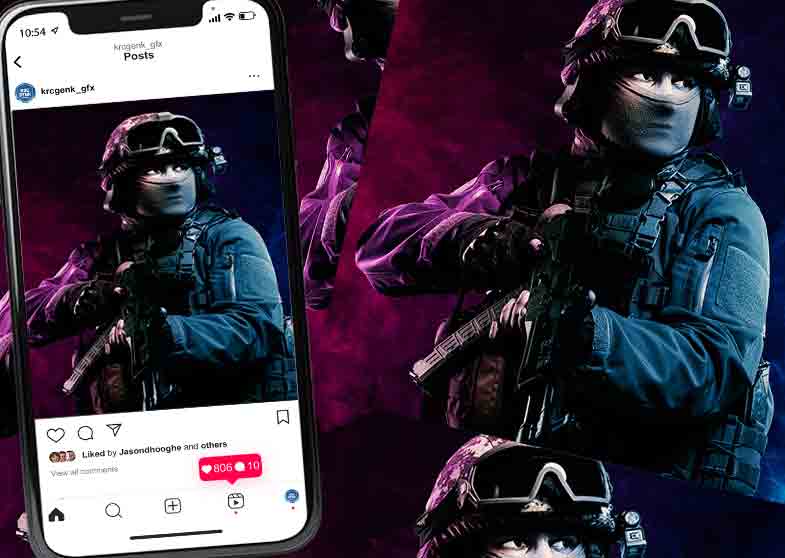 10:54
krcgenk_gfx
Posts
krcgenk_gfx
Liked by Jasondhooghe and others
View all comments
806 10